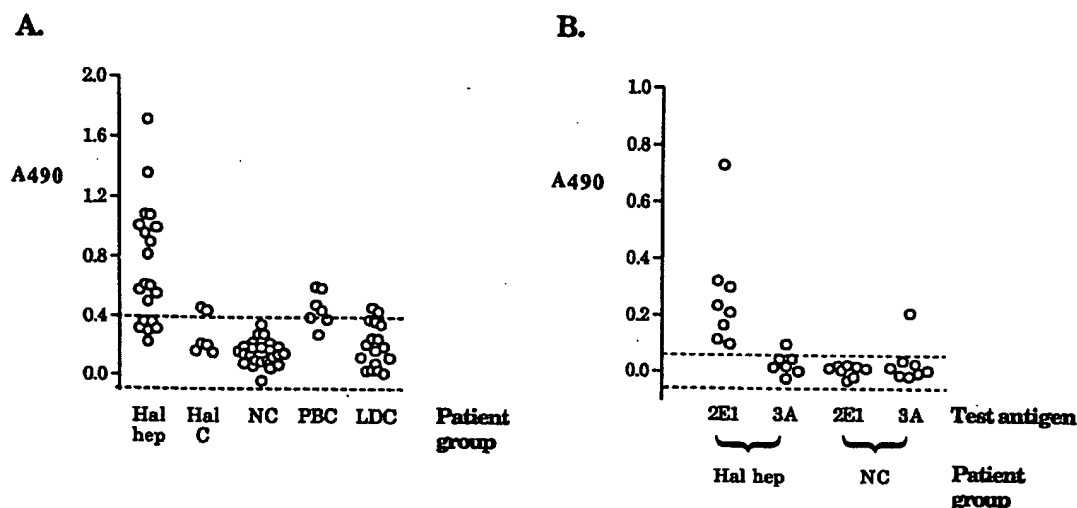 A.
2.0
1.6
1.2
0.8
0.4
0.0
A490
Hal hep
Hal C
NC
PBC
LDC
Patient group
B.
1.0
0.8
0.6
0.4
0.2
0.0
A490
2E1 3A 2E1 3A Test antigen
Hal hep NC Patient group